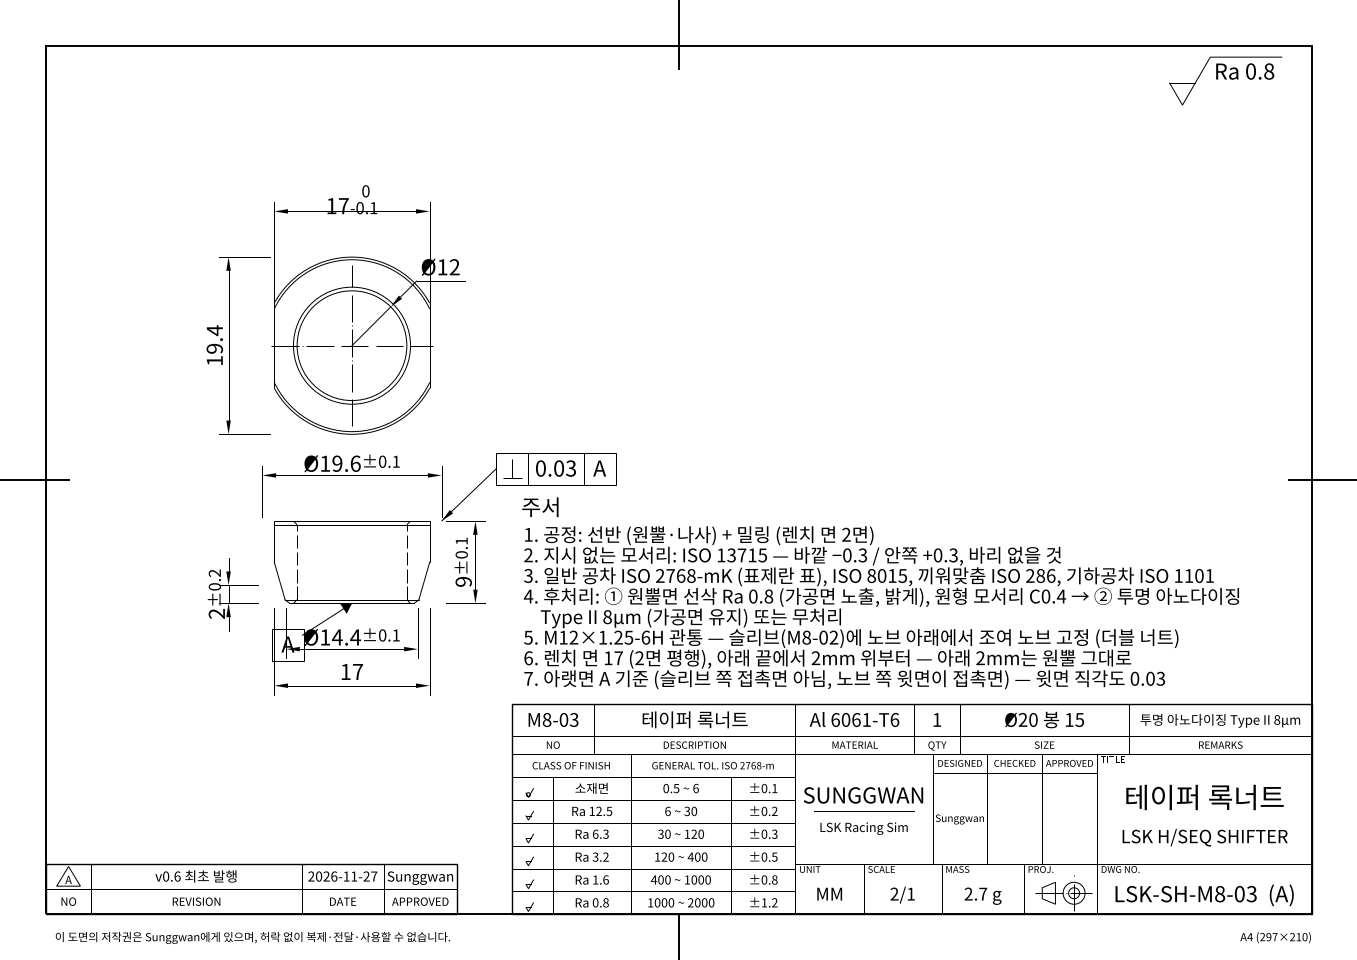 Ra 0.8
0
17-0.1
Ø12
19.4
Ø19.6±0.1
⊥ 0.03 A
9±0.1
2±0.2
A
Ø14.4±0.1
17
주서
1. 공정: 선반 (원뿔·나사) + 밀링 (렌치 면 2면)
2. 지시 없는 모서리: ISO 13715 — 바깥 −0.3 / 안쪽 +0.3, 바리 없을 것
3. 일반 공차 ISO 2768-mK (표제란 표), ISO 8015, 끼워맞춤 ISO 286, 기하공차 ISO 1101
4. 후처리: ① 원뿔면 선삭 Ra 0.8 (가공면 노출, 밝게), 원형 모서리 C0.4 → ② 투명 아노다이징
Type II 8µm (가공면 유지) 또는 무처리
5. M12×1.25-6H 관통 — 슬리브(M8-02)에 노브 아래에서 조여 노브 고정 (더블 너트)
6. 렌치 면 17 (2면 평행), 아래 끝에서 2mm 위부터 — 아래 2mm는 원뿔 그대로
7. 아랫면 A 기준 (슬리브 쪽 접촉면 아님, 노브 쪽 윗면이 접촉면) — 윗면 직각도 0.03
M8-03 테이퍼 록너트 Al 6061-T6 1 Ø20 봉 15 투명 아노다이징 Type II 8µm
NO DESCRIPTION MATERIAL QTY SIZE REMARKS
CLASS OF FINISH GENERAL TOL. ISO 2768-m
소재면 0.5 ~ 6 ±0.1
Ra 12.5 6 ~ 30 ±0.2
Ra 6.3 30 ~ 120 ±0.3
Ra 3.2 120 ~ 400 ±0.5
Ra 1.6 400 ~ 1000 ±0.8
Ra 0.8 1000 ~ 2000 ±1.2
SUNGGWAN
LSK Racing Sim
DESIGNED CHECKED APPROVED
Sunggwan
TITLE
테이퍼 록너트
LSK H/SEQ SHIFTER
UNIT SCALE MASS PROJ. DWG NO.
MM 2/1 2.7 g LSK-SH-M8-03 (A)
A v0.6 최초 발행 2026-11-27 Sunggwan
NO REVISION DATE APPROVED
이 도면의 저작권은 Sunggwan에게 있으며, 허락 없이 복제·전달·사용할 수 없습니다.
A4 (297×210)